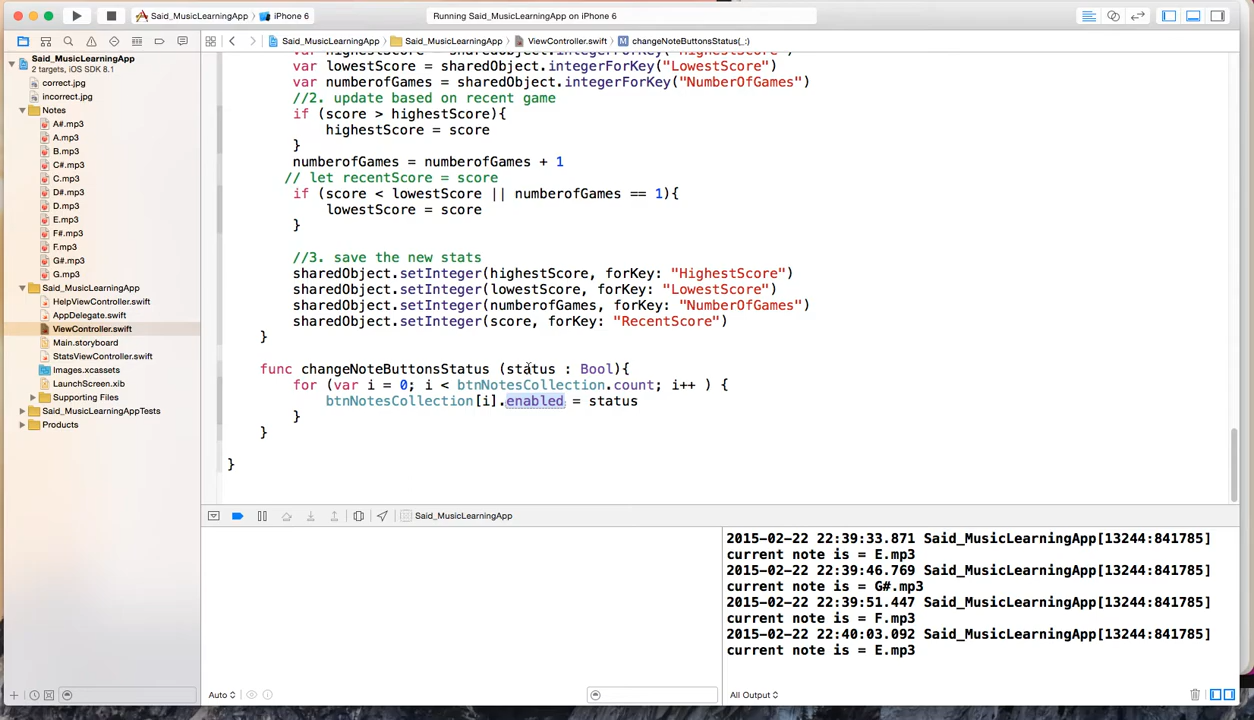 Said_MusicLearningApp
iPhone 6
Running Said_MusicLearningApp on iPhone 6
Said_MusicLearningApp
Said_MusicLearningApp
ViewController.swift
changeNoteButtonsStatus(_:)
Said_MusicLearningApp
2 targets, iOS SDK 8.1
correct.jpg
incorrect.jpg
Notes
A#.mp3
A.mp3
B.mp3
C#.mp3
C.mp3
D#.mp3
D.mp3
E.mp3
F#.mp3
F.mp3
G#.mp3
G.mp3
Said_MusicLearningApp
HelpViewController.swift
AppDelegate.swift
ViewController.swift
Main.storyboard
StatsViewController.swift
Images.xcassets
LaunchScreen.xib
Supporting Files
Said_MusicLearningAppTests
Products
var lowestScore = sharedObject.integerForKey("LowestScore")
var numberofGames = sharedObject.integerForKey("NumberOfGames")
//2. update based on recent game
if (score > highestScore){
highestScore = score
}
numberofGames = numberofGames + 1
// let recentScore = score
if (score < lowestScore || numberofGames == 1){
lowestScore = score
}
//3. save the new stats
sharedObject.setInteger(highestScore, forKey: "HighestScore")
sharedObject.setInteger(lowestScore, forKey: "LowestScore")
sharedObject.setInteger(numberofGames, forKey: "NumberOfGames")
sharedObject.setInteger(score, forKey: "RecentScore")
}
func changeNoteButtonsStatus (status : Bool){
for (var i = 0; i < btnNotesCollection.count; i++ ) {
btnNotesCollection[i].enabled = status
}
}
}
Said_MusicLearningApp
2015-02-22 22:39:33.871 Said_MusicLearningApp[13244:841785]
current note is = E.mp3
2015-02-22 22:39:46.769 Said_MusicLearningApp[13244:841785]
current note is = G#.mp3
2015-02-22 22:39:51.447 Said_MusicLearningApp[13244:841785]
current note is = F.mp3
2015-02-22 22:40:03.092 Said_MusicLearningApp[13244:841785]
current note is = E.mp3
Auto
All Output